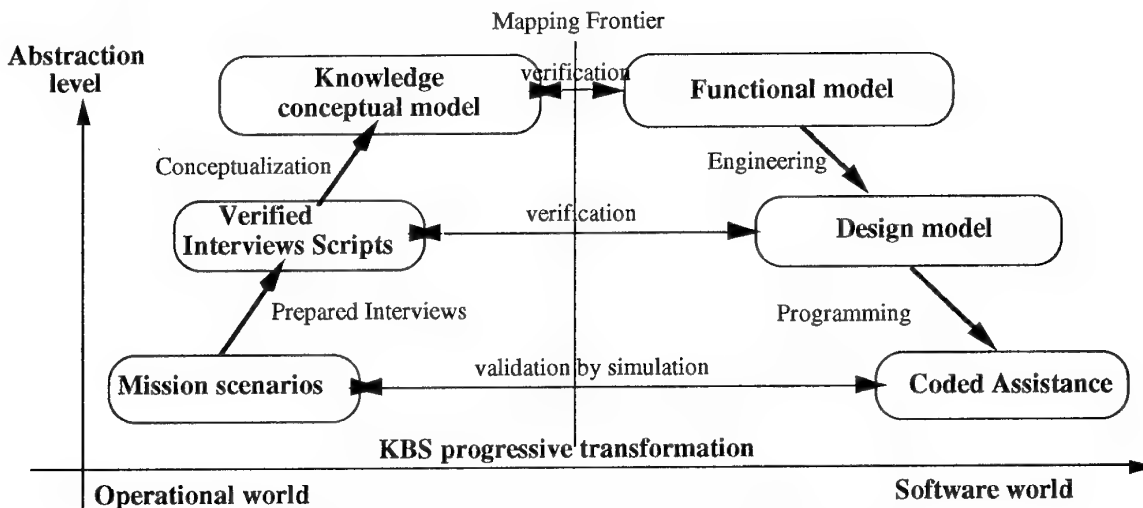 Mapping Frontier
Abstraction
level
Knowledge
conceptual model
verification
Functional model
Conceptualization
Engineering
Verified
Interviews Scripts
verification
Design model
Prepared Interviews
Programming
Mission scenarios
validation by simulation
Coded Assistance
KBS progressive transformation
Operational world
Software world